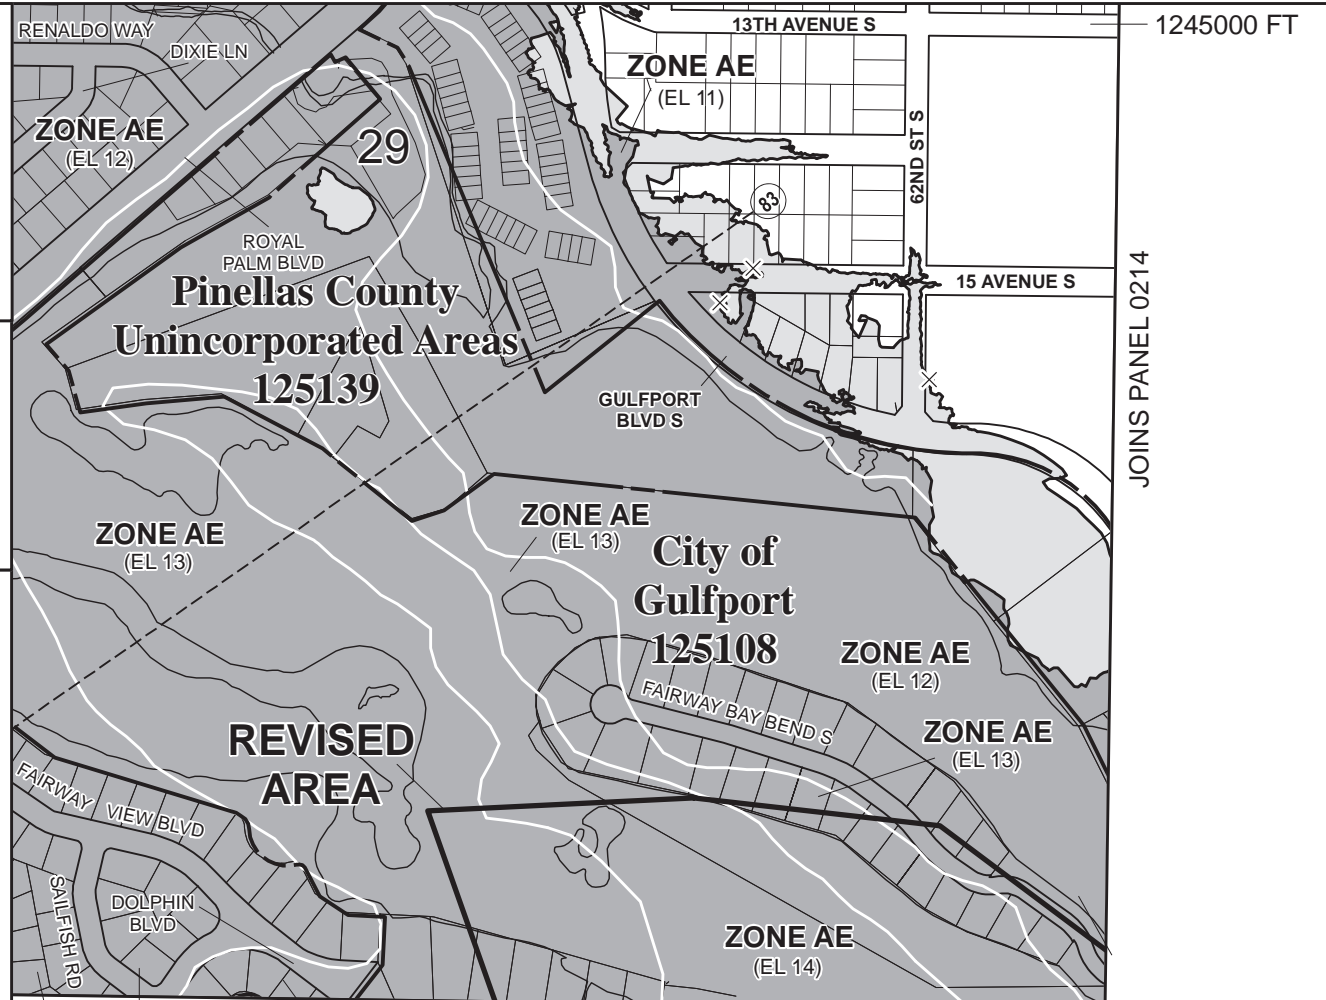 RENALDO WAY
DIXIE LN
13TH AVENUE S
1245000 FT
ZONE AE
(EL 11)
ZONE AE
(EL 12)
29
62ND ST S
83
ROYAL
PALM BLVD
Pinellas County
Unincorporated Areas
125139
15 AVENUE S
JOINS PANEL 0214
GULFPORT
BLVD S
ZONE AE
(EL 13)
ZONE AE
(EL 13)
City of
Gulfport
125108
ZONE AE
(EL 12)
FAIRWAY BAY BEND S
ZONE AE
(EL 13)
REVISED
AREA
FAIRWAY VIEW BLVD
SAILFISH RD
DOLPHIN
BLVD
ZONE AE
(EL 14)